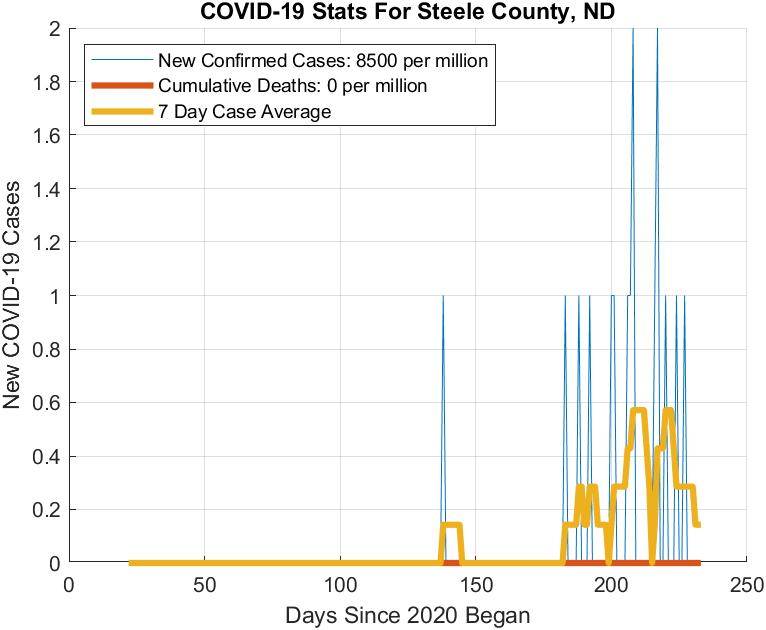 COVID-19 Stats For Steele County, ND
New Confirmed Cases: 8500 per million
Cumulative Deaths: 0 per million
7 Day Case Average
New COVID-19 Cases
2
1.8
1.6
1.4
1.2
1
0.8
0.6
0.4
0.2
0
0 50 100 150 200 250
Days Since 2020 Began